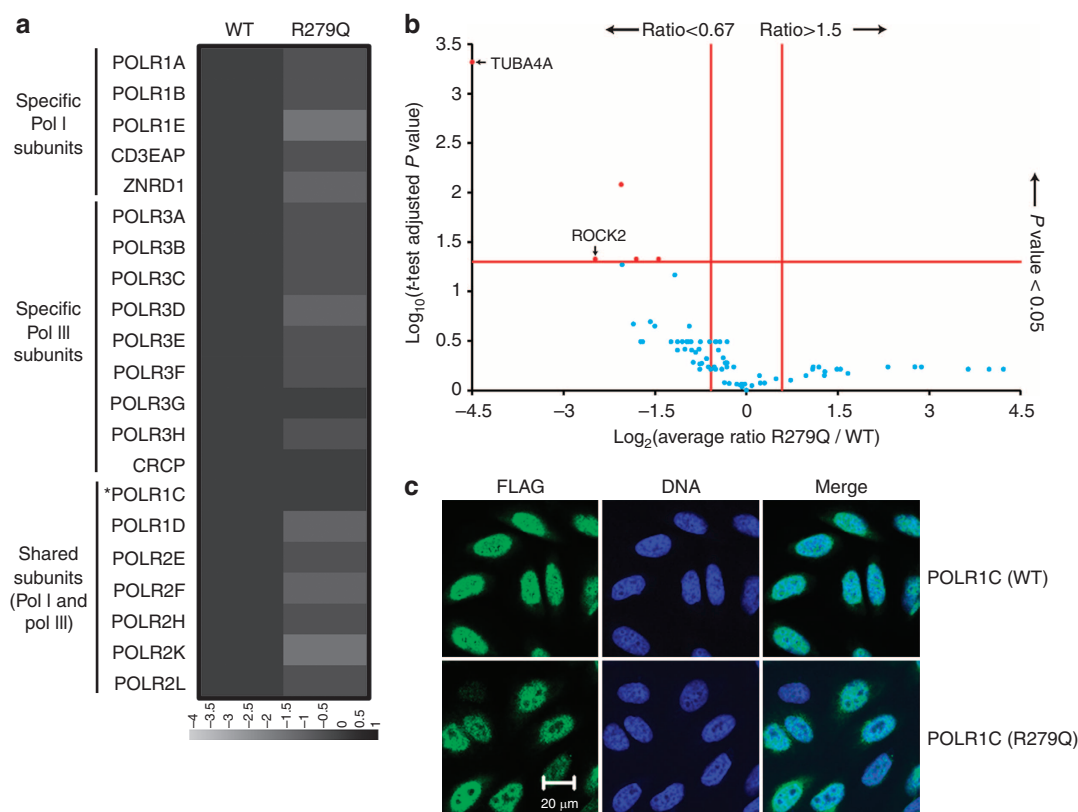 a
WT R279Q
Specific
Pol I
subunits
POLR1A
POLR1B
POLR1E
CD3EAP
ZNRD1
Specific
Pol III
subunits
POLR3A
POLR3B
POLR3C
POLR3D
POLR3E
POLR3F
POLR3G
POLR3H
CRCP
Shared
subunits
(Pol I and
pol III)
*POLR1C
POLR1D
POLR2E
POLR2F
POLR2H
POLR2K
POLR2L
−4 −3.5 −3 −2.5 −2 −1.5 −1 −0.5 0 0.5 1
b
Ratio<0.67 Ratio>1.5
Log10(t-test adjusted P value)
3.5
3
2.5
2
1.5
1
0.5
0
TUBA4A
ROCK2
P value < 0.05
−4.5 −3 −1.5 0 1.5 3 4.5
Log2(average ratio R279Q / WT)
c
FLAG DNA Merge
POLR1C (WT)
POLR1C (R279Q)
20 μm